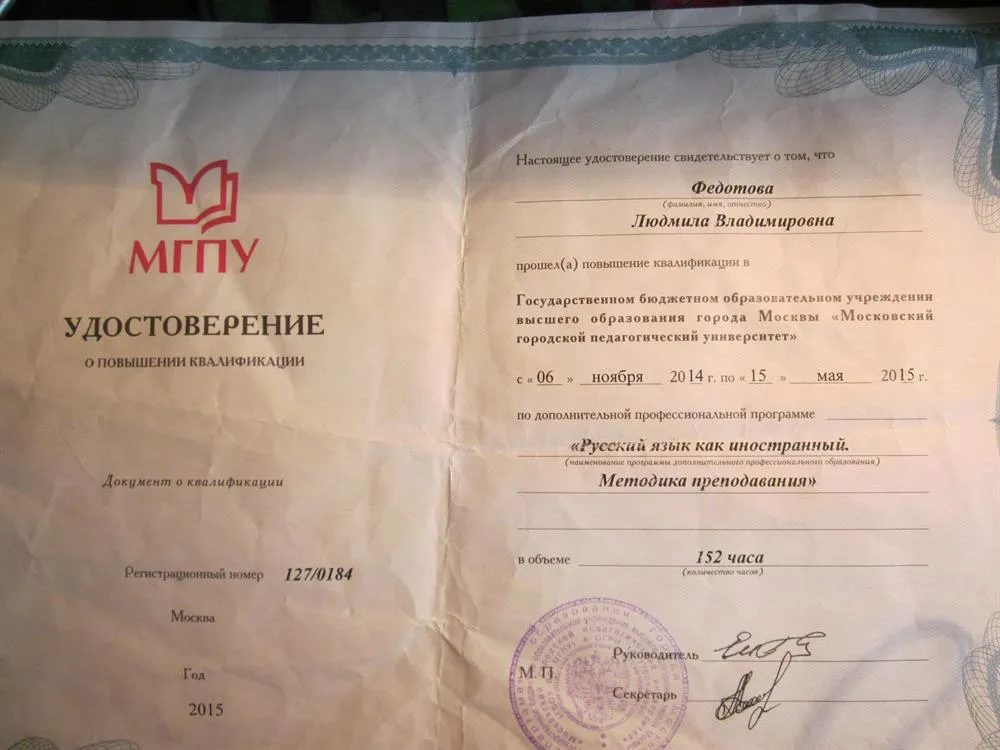 МГПУ
УДОСТОВЕРЕНИЕ
О ПОВЫШЕНИИ КВАЛИФИКАЦИИ
Документ о квалификации
Регистрационный номер 127/0184
Москва
Год
2015
Настоящее удостоверение свидетельствует о том, что
Федотова
(фамилия, имя, отчество)
Людмила Владимировна
прошел(а) повышение квалификации в
Государственном бюджетном образовательном учреждении
высшего образования города Москвы «Московский
городской педагогический университет»
с « 06 » ноября 2014 г. по « 15 » мая 2015 г.
по дополнительной профессиональной программе
«Русский язык как иностранный.
(наименование программы дополнительного профессионального образования)
Методика преподавания»
в объеме 152 часа
(количество часов)
М. П.
Руководитель
Секретарь